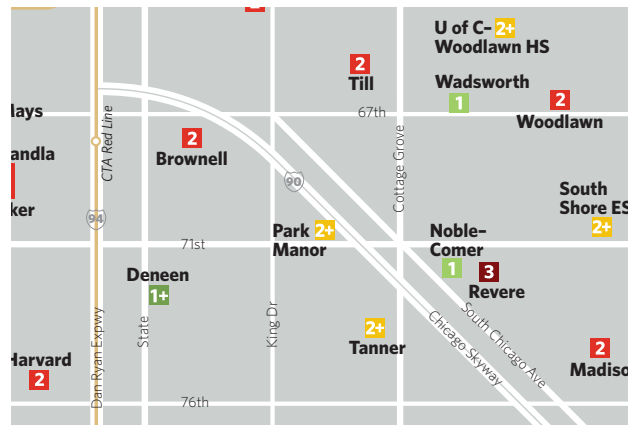 U of C– 2+
Woodlawn HS
2
Till
Wadsworth
1
2
Woodlawn
67th
lays
CTA Red Line
2
Brownell
andla
ker
90
Cottage Grove
South
Shore ES
2+
94
71st
Park 2+
Manor
Noble–
Comer
1
3
Revere
Deneen
1+
Dan Ryan Expwy
State
King Dr
2+
Tanner
Chicago Skyway
South Chicago Ave
2
Madiso
Harvard
2
76th